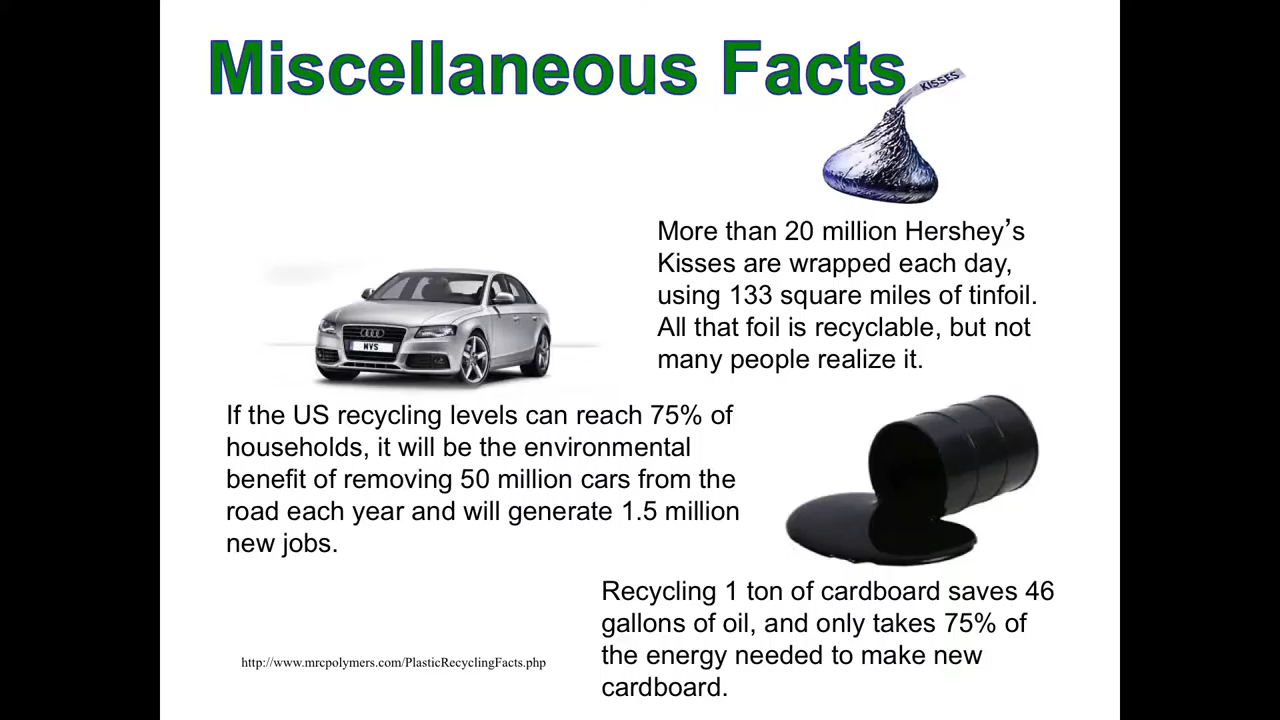 Miscellaneous Facts
KISSES
More than 20 million Hershey’s
Kisses are wrapped each day,
using 133 square miles of tinfoil.
All that foil is recyclable, but not
many people realize it.
MVS
If the US recycling levels can reach 75% of
households, it will be the environmental
benefit of removing 50 million cars from the
road each year and will generate 1.5 million
new jobs.
Recycling 1 ton of cardboard saves 46
gallons of oil, and only takes 75% of
the energy needed to make new
cardboard.
http://www.mrcpolymers.com/PlasticRecyclingFacts.php